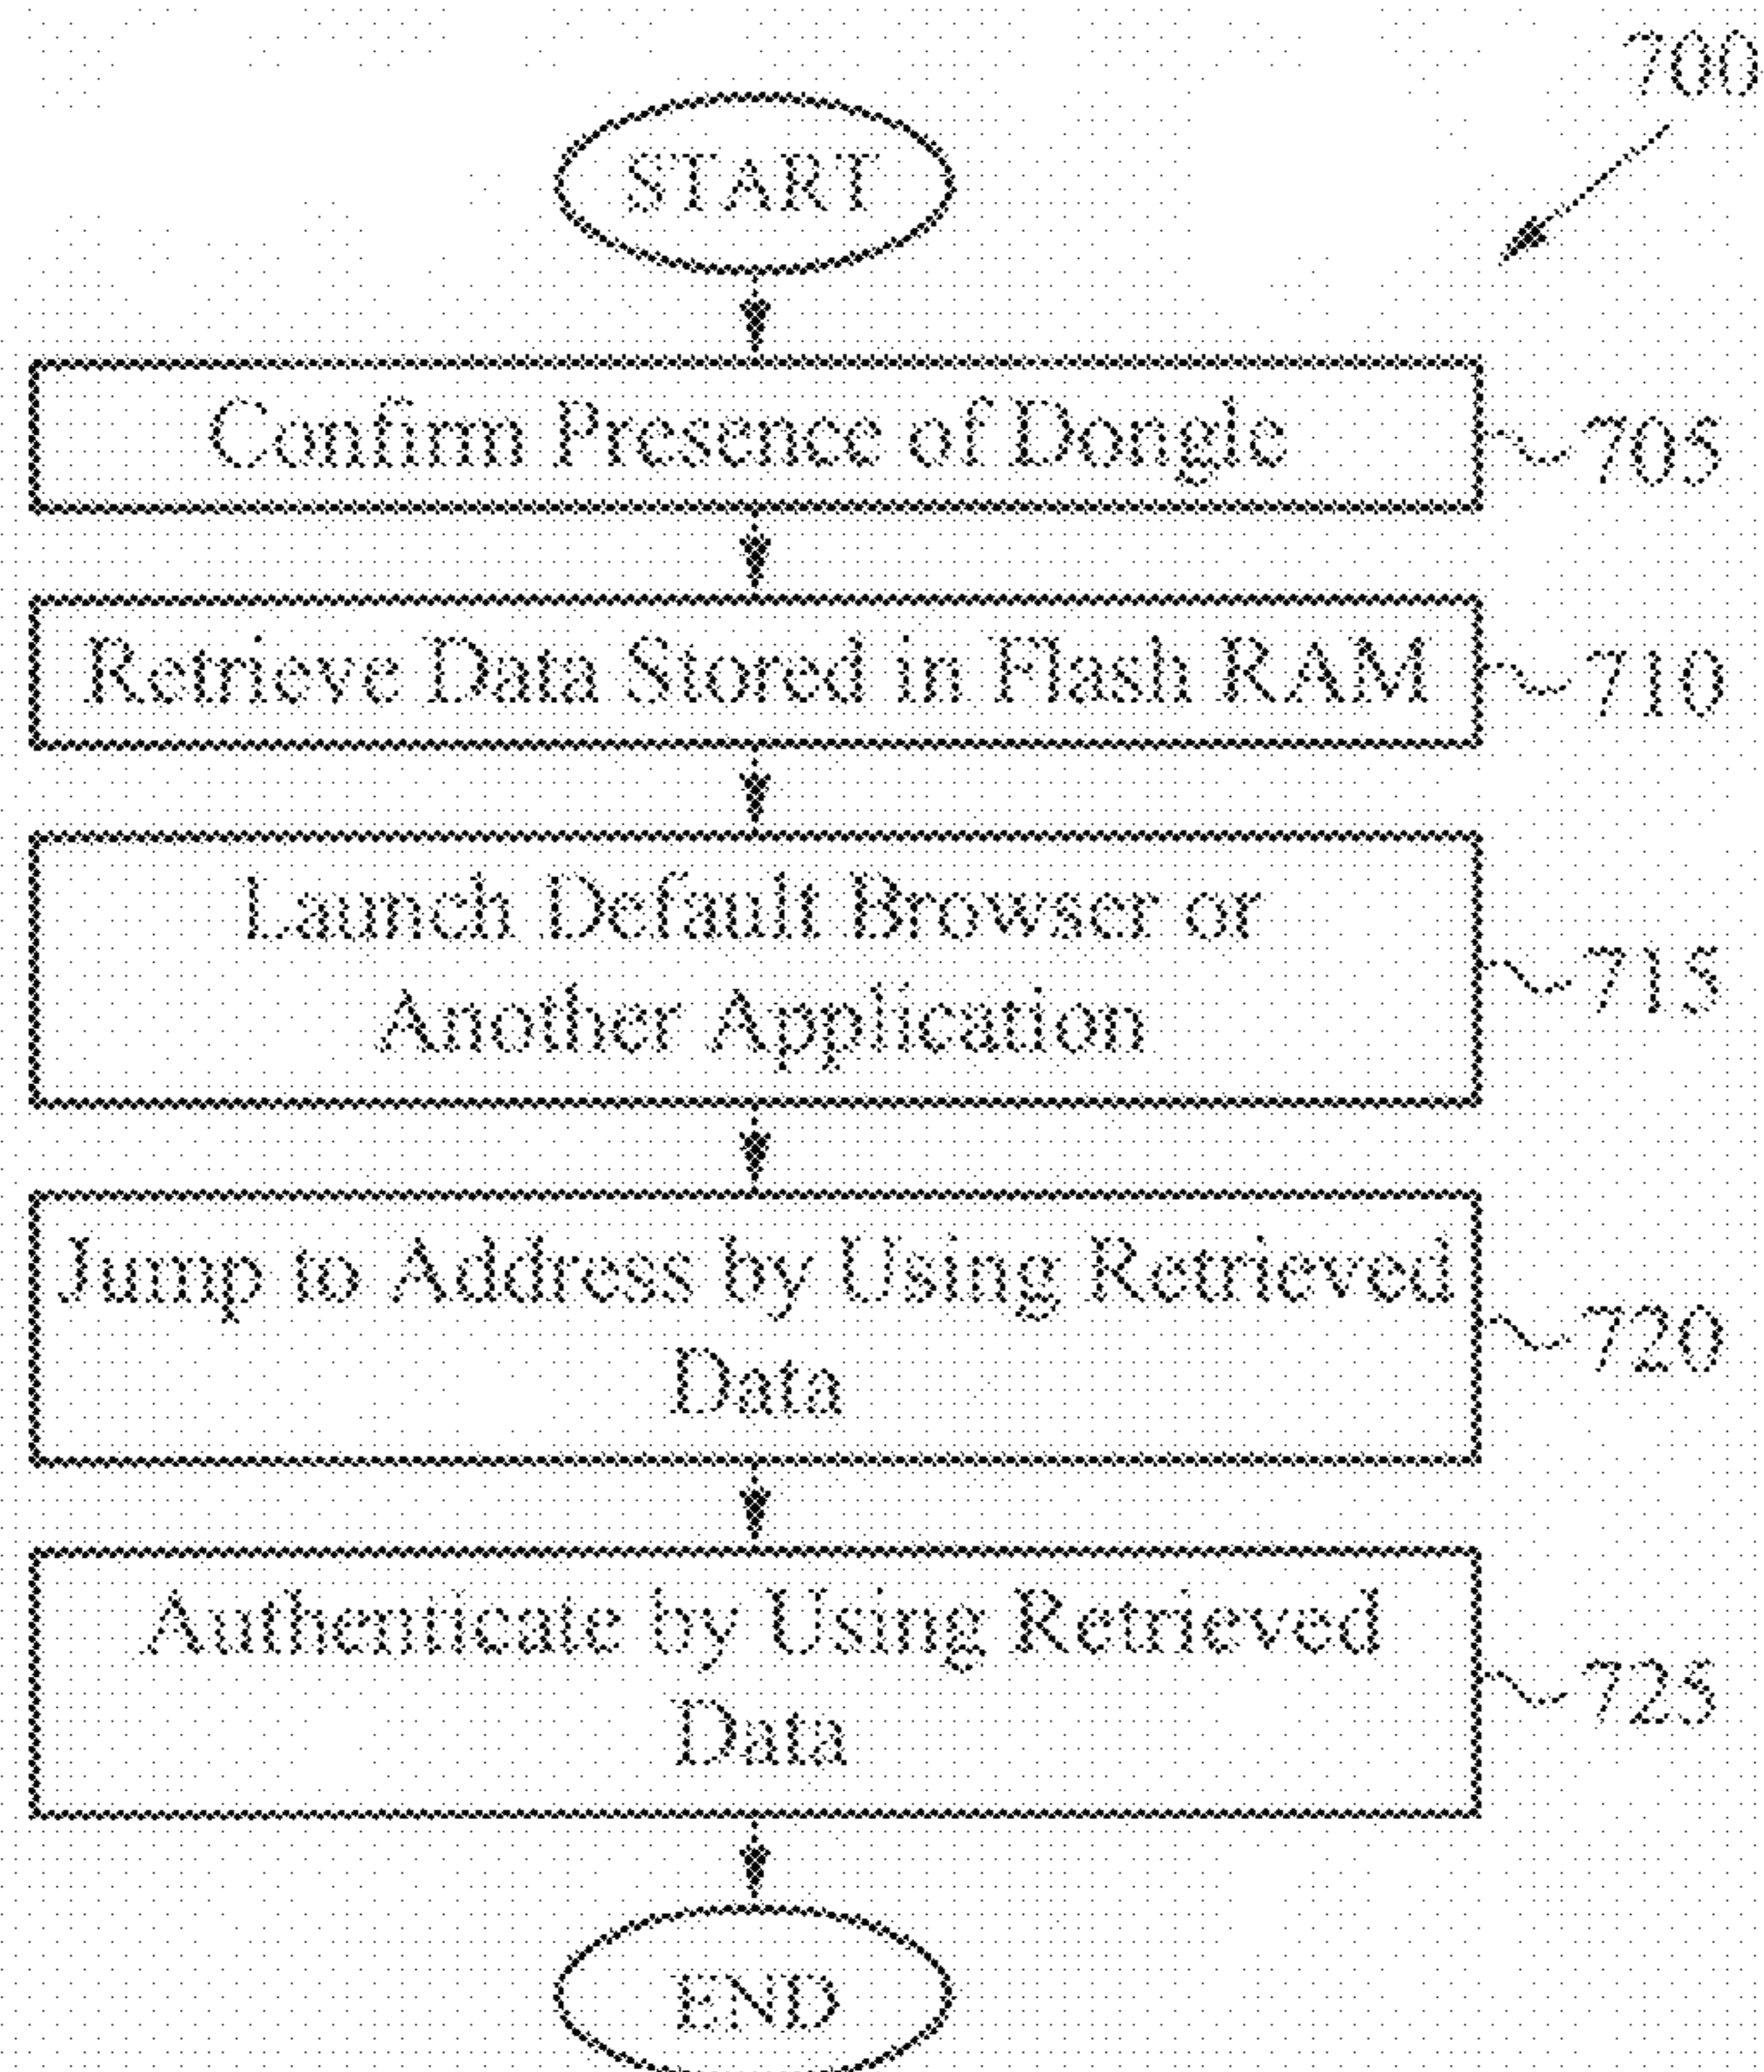 700
START
Confirm Presence of Dongle
705
Retrieve Data Stored in Flash RAM
710
Launch Default Browser or
Another Application
715
Jump to Address by Using Retrieved
Data
720
Authenticate by Using Retrieved
Data
725
END